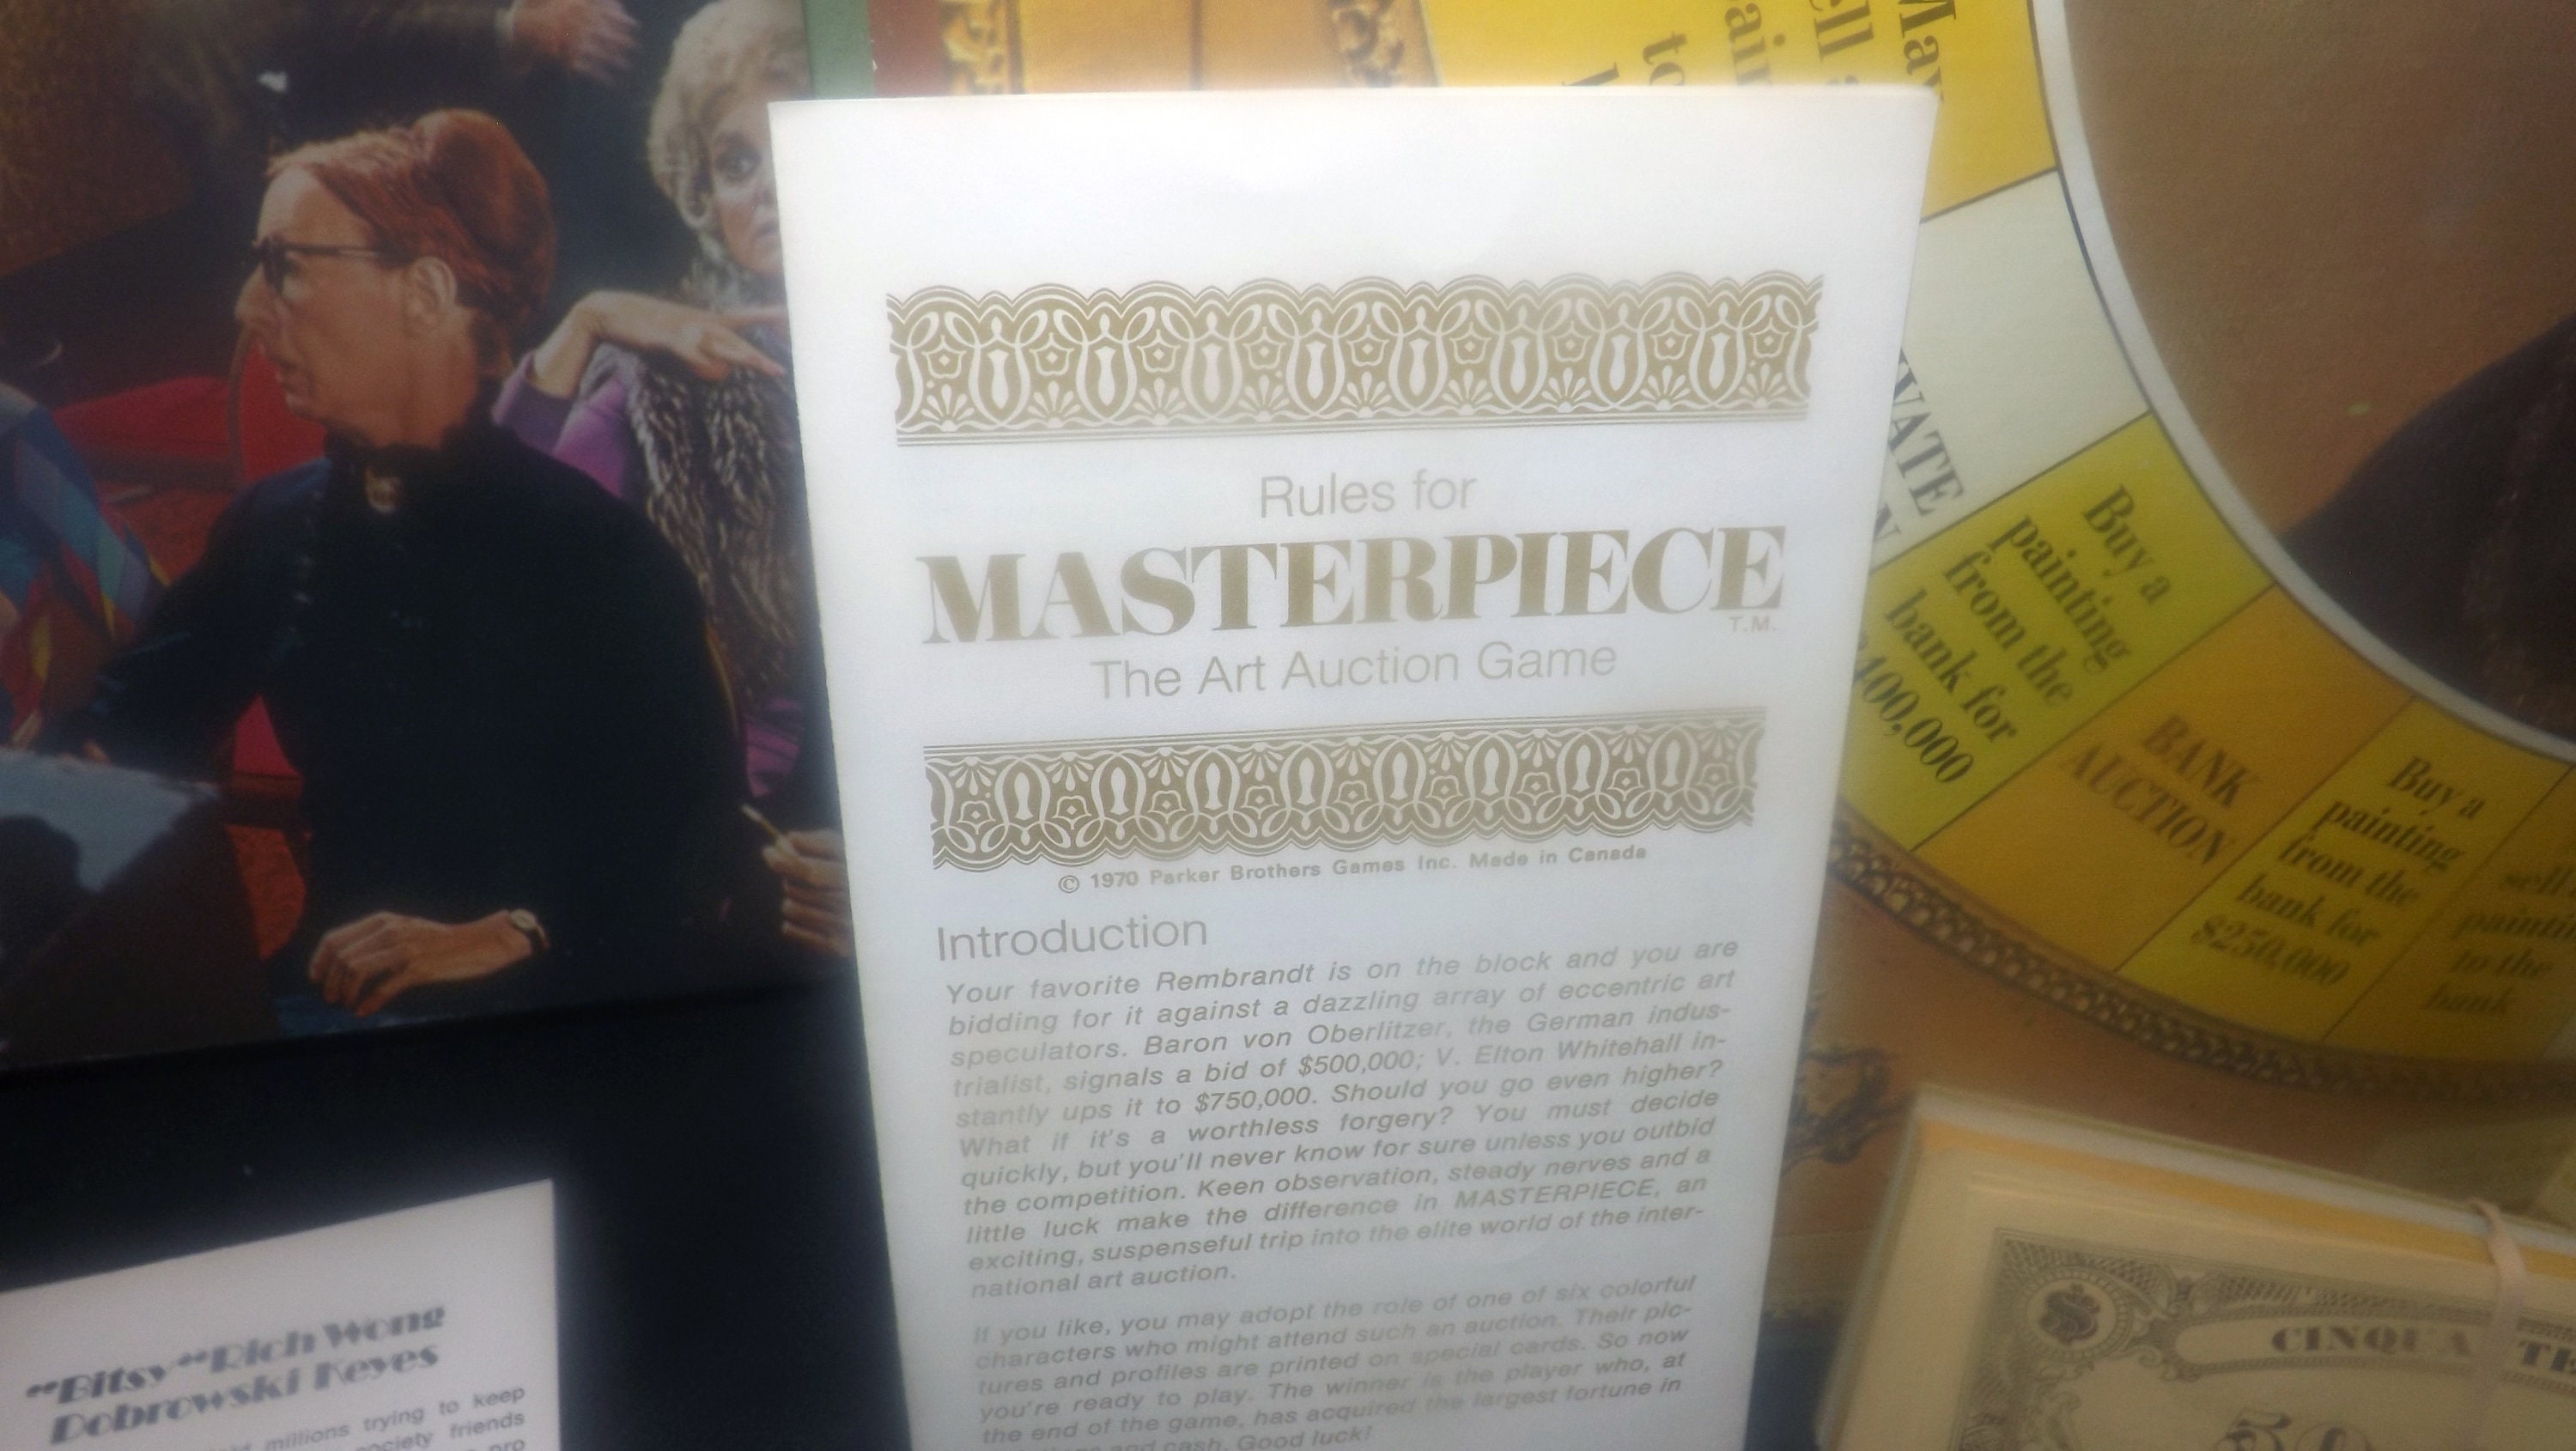 Rules for
MASTERPIECE
T.M.
The Art Auction Game
© 1970 Parker Brothers Games Inc. Made in Canada
Introduction
Your favorite Rembrandt is on the block and you are
bidding for it against a dazzling array of eccentric art
speculators. Baron von Oberlitzer, the German indus-
trialist, signals a bid of $500,000; V. Elton Whitehall in-
stantly ups it to $750,000. Should you go even higher?
What if it's a worthless forgery? You must decide
quickly, but you'll never know for sure unless you outbid
the competition. Keen observation, steady nerves and a
little luck make the difference in MASTERPIECE, an
exciting, suspenseful trip into the elite world of the inter-
national art auction.
If you like, you may adopt the role of one of six colorful
characters who might attend such an auction. Their pic-
tures and profiles are printed on special cards. So now
you're ready to play. The winner is the player who, at
the end of the game, has acquired the largest fortune in
and cash. Good luck!
"Bitsy" Rich Wong
Dobrowski Keyes
millions trying to keep
society friends
May
to
Buy a
painting
from the
bank for
400,000
BANK
AUCTION
Buy a
painting
from the
bank for
$250,000
sell
to the
bank
CINQUA